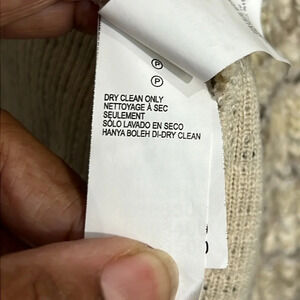 P
P
DRY CLEAN ONLY
NETTOYAGE À SEC
SEULEMENT
SÓLO LAVADO EN SECO
HANYA BOLEH DI-DRY CLEAN